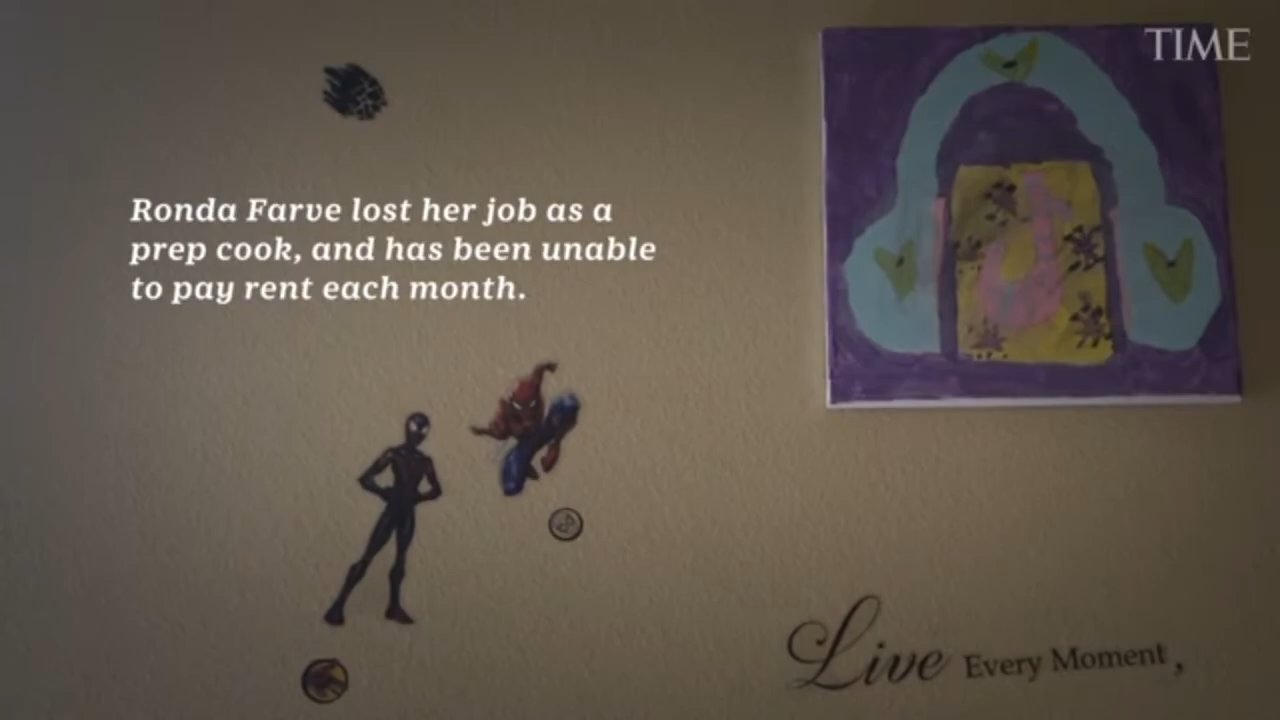 TIME
Ronda Farve lost her job as a
prep cook, and has been unable
to pay rent each month.
Live Every Moment,